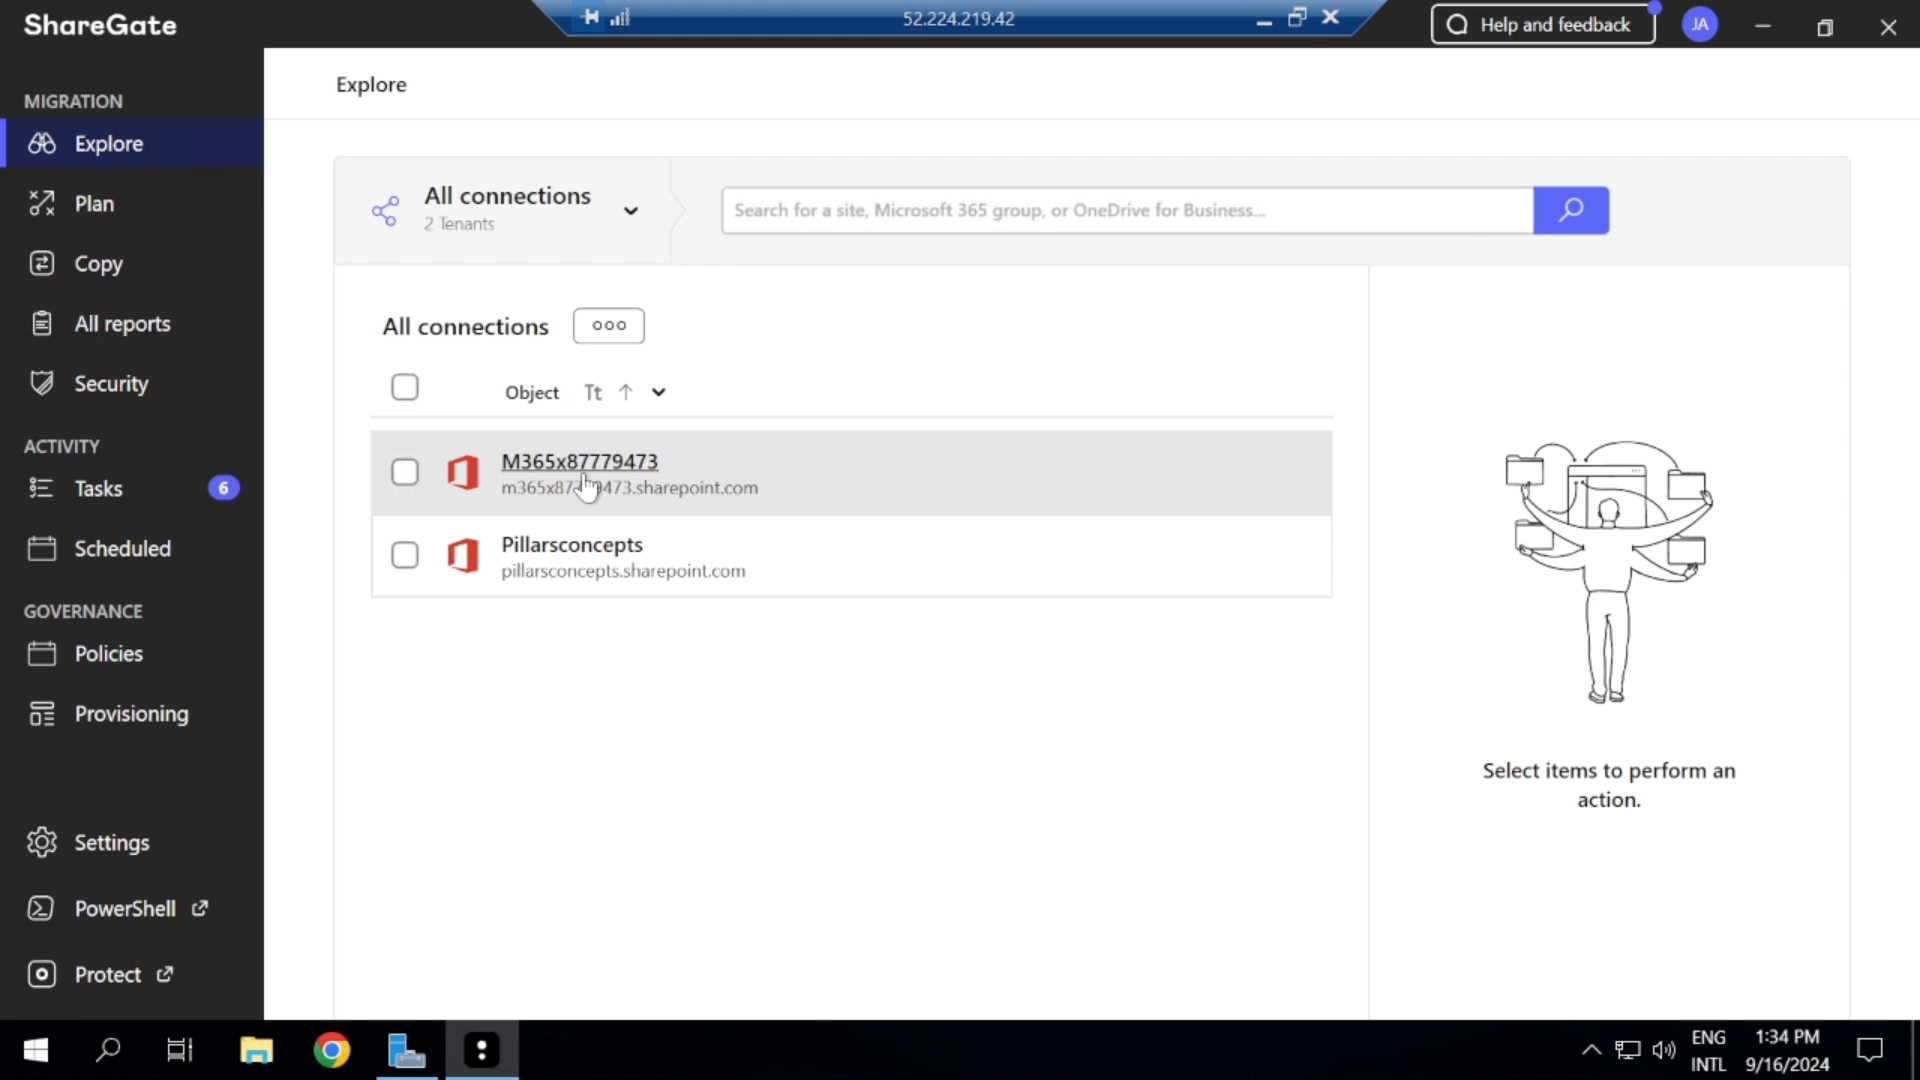 ShareGate
52.224.219.42
Help and feedback
JA
MIGRATION
Explore
Plan
Copy
All reports
Security
ACTIVITY
Tasks 6
Scheduled
GOVERNANCE
Policies
Provisioning
Settings
PowerShell
Protect
Explore
All connections
2 Tenants
Search for a site, Microsoft 365 group, or OneDrive for Business...
All connections
Object Tt
M365x87779473
m365x87 473.sharepoint.com
Pillarsconcepts
pillarsconcepts.sharepoint.com
Select items to perform an
action.
ENG
INTL
1:34 PM
9/16/2024